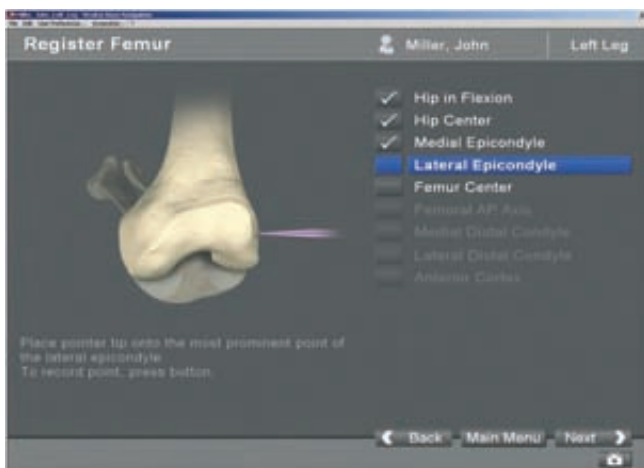 Register Femur
Miller, John
Left Leg
Hip in Flexion
Hip Center
Medial Epicondyle
Lateral Epicondyle
Femur Center
Femoral AP Axis
Medial Distal Condyle
Lateral Distal Condyle
Anterior Cortex
Place pointer tip onto the most prominent point of
the lateral epicondyle
To record point, press button.
Back
Main Menu
Next